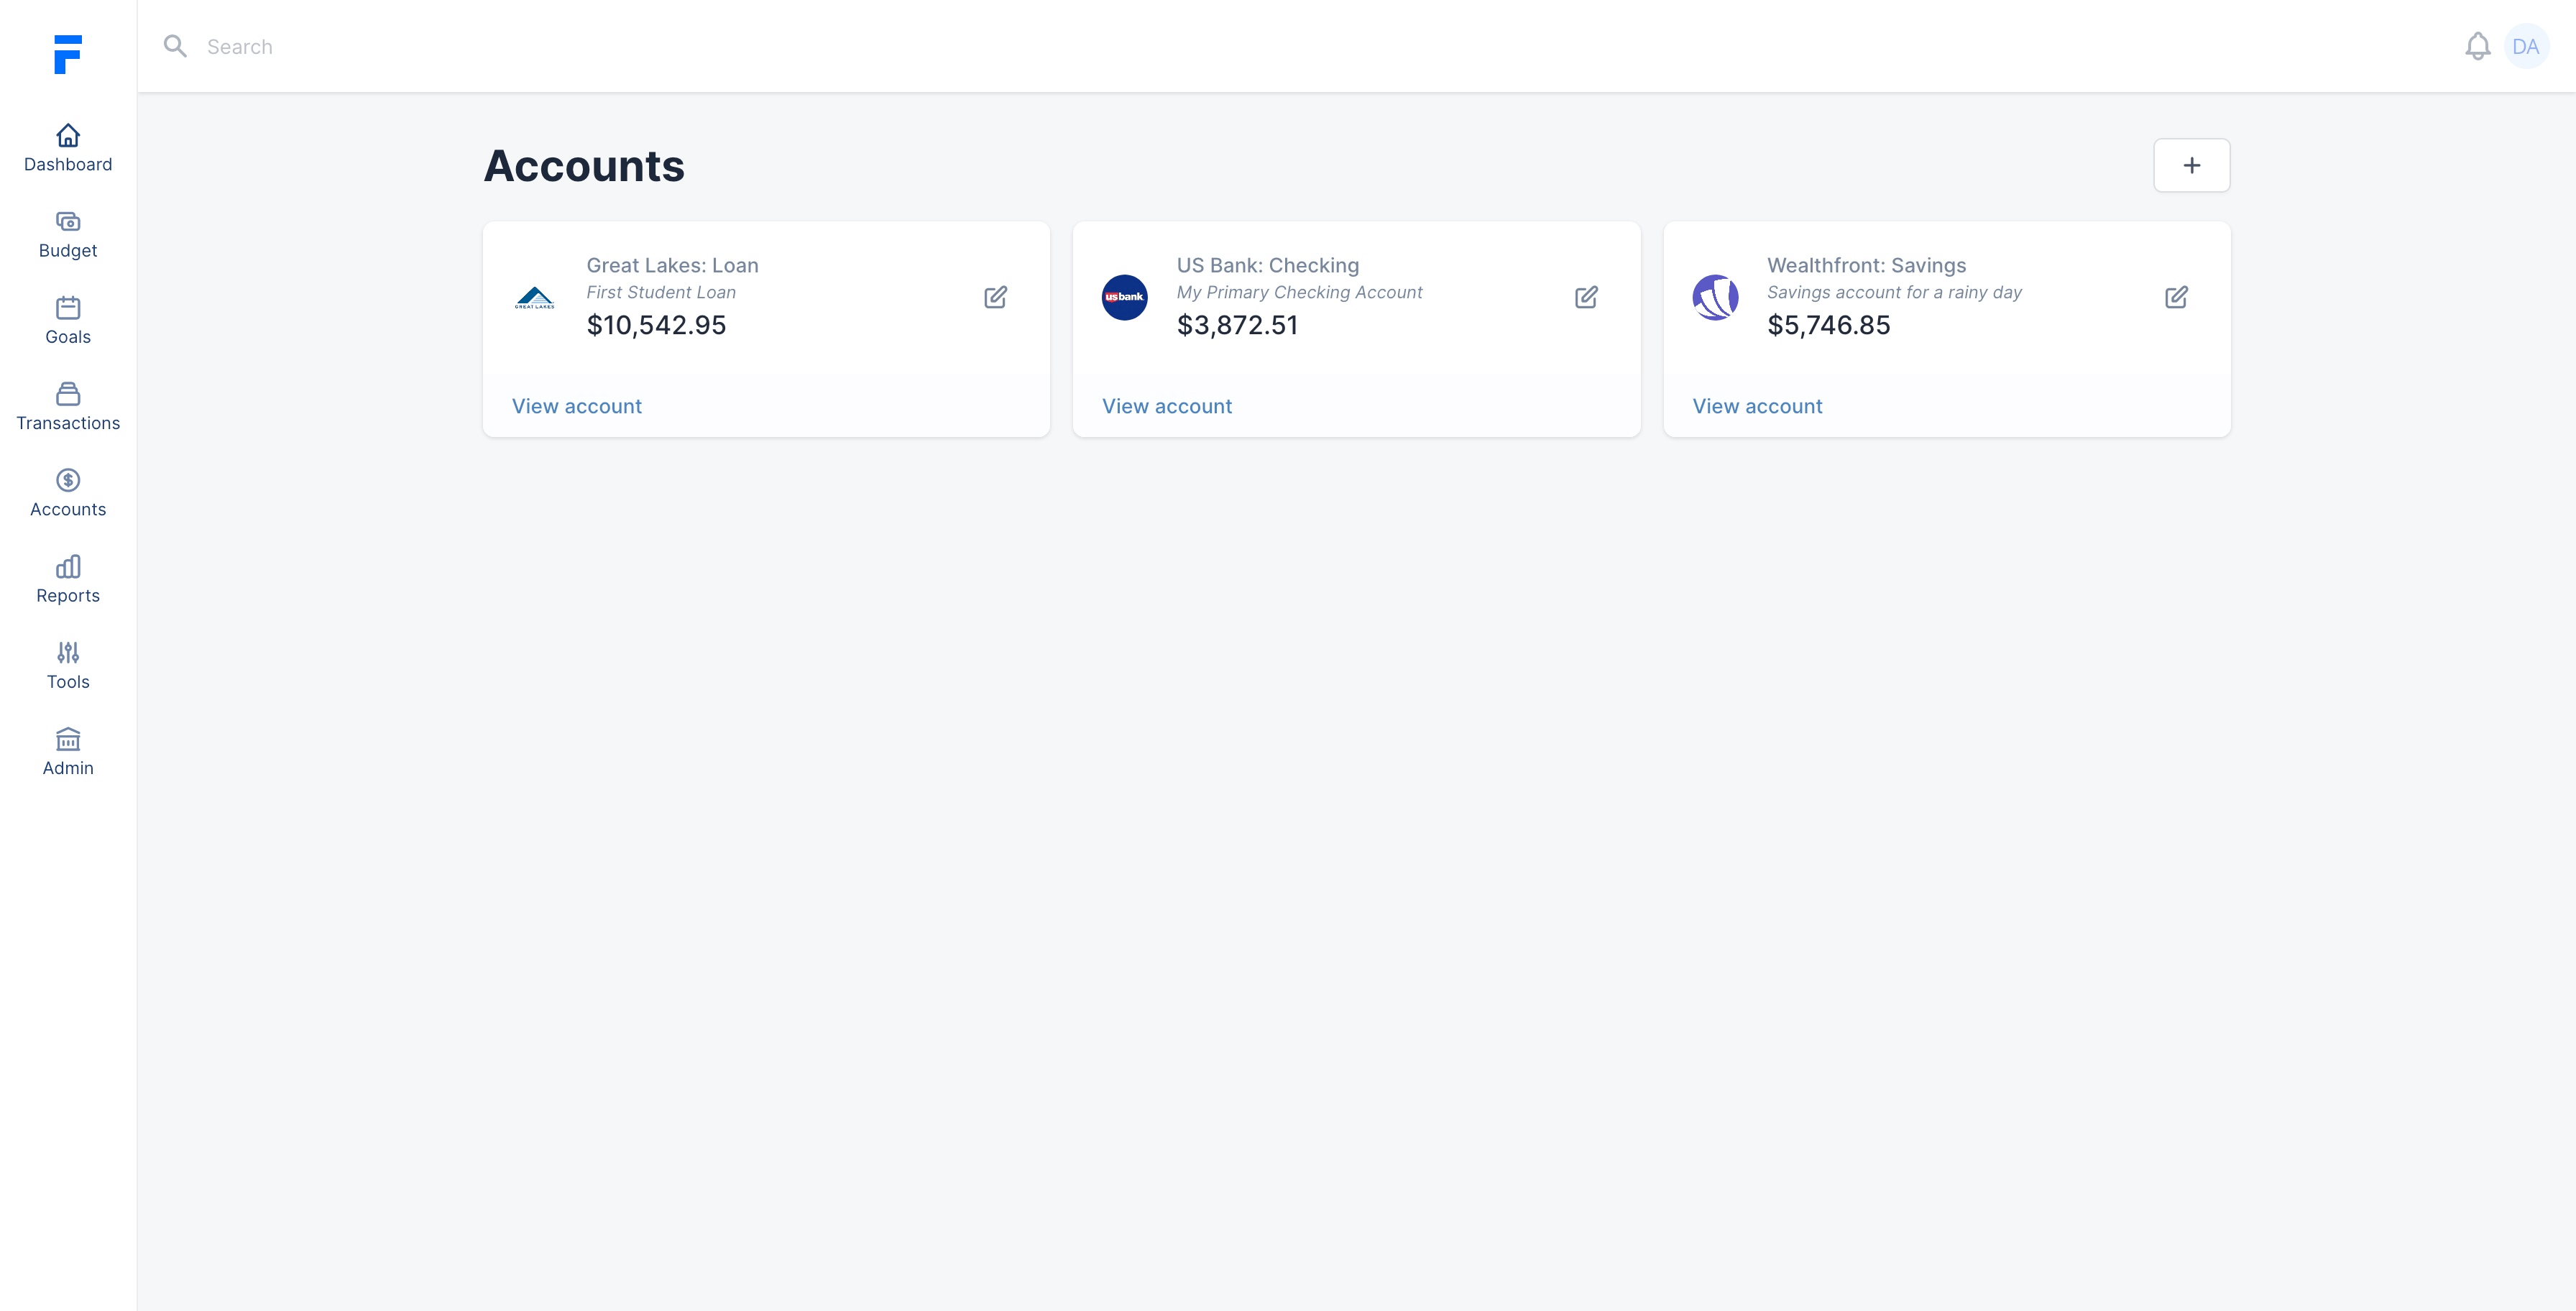 Search
DA
Dashboard
Budget
Goals
Transactions
Accounts
Reports
Tools
Admin
Accounts
+
GREAT LAKES
Great Lakes: Loan
First Student Loan
$10,542.95
View account
usbank
US Bank: Checking
My Primary Checking Account
$3,872.51
View account
Wealthfront: Savings
Savings account for a rainy day
$5,746.85
View account